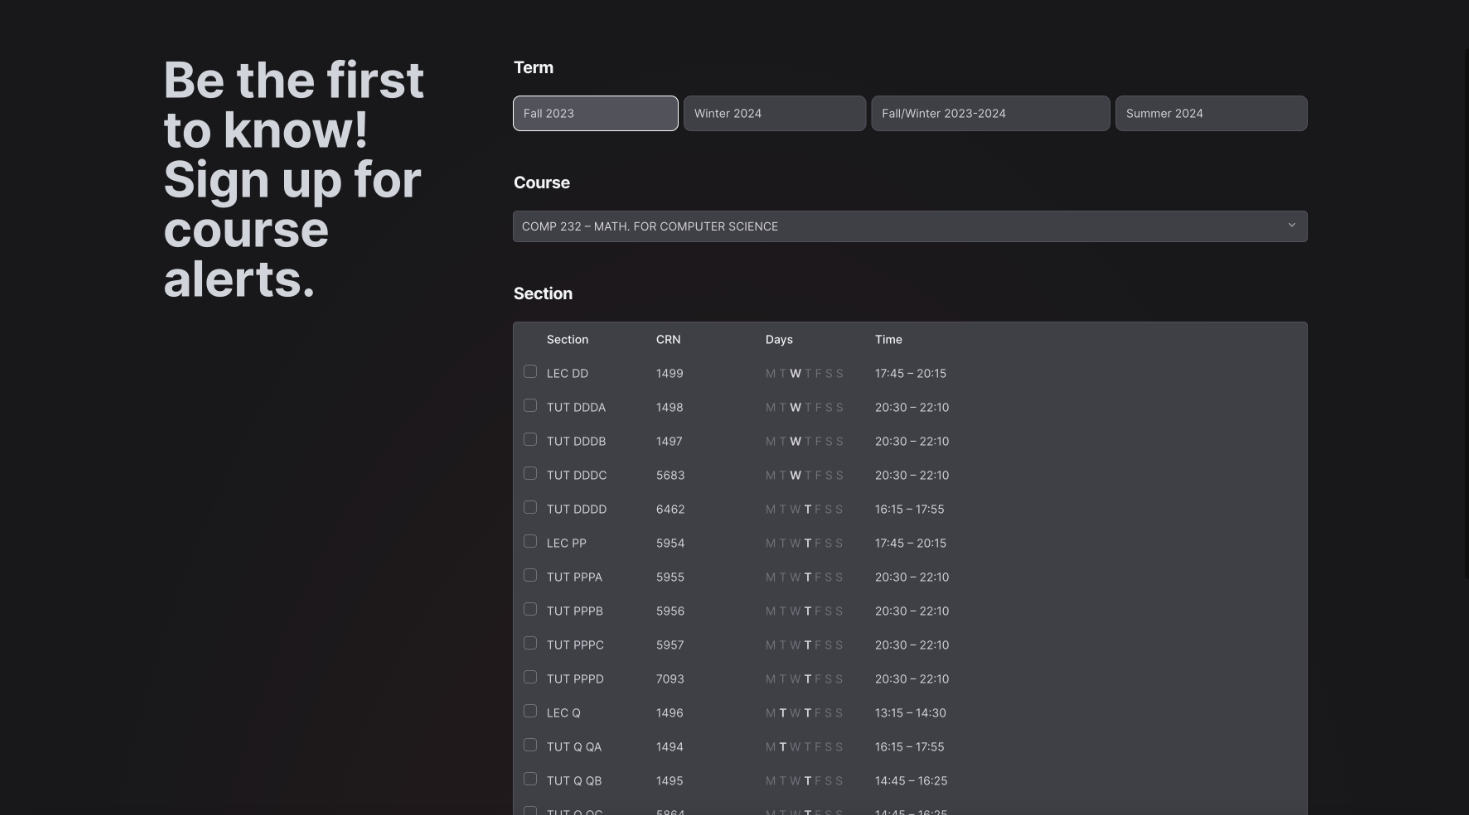 Be the first
to know!
Sign up for
course
alerts.
Term
Fall 2023
Winter 2024
Fall/Winter 2023-2024
Summer 2024
Course
COMP 232 – MATH. FOR COMPUTER SCIENCE
Section
Section CRN Days Time
LEC DD 1499 M T W T F S S 17:45 – 20:15
TUT DDDA 1498 M T W T F S S 20:30 – 22:10
TUT DDDB 1497 M T W T F S S 20:30 – 22:10
TUT DDDC 5683 M T W T F S S 20:30 – 22:10
TUT DDDD 6462 M T W T F S S 16:15 – 17:55
LEC PP 5954 M T W T F S S 17:45 – 20:15
TUT PPPA 5955 M T W T F S S 20:30 – 22:10
TUT PPPB 5956 M T W T F S S 20:30 – 22:10
TUT PPPC 5957 M T W T F S S 20:30 – 22:10
TUT PPPD 7093 M T W T F S S 20:30 – 22:10
LEC Q 1496 M T W T F S S 13:15 – 14:30
TUT Q QA 1494 M T W T F S S 16:15 – 17:55
TUT Q QB 1495 M T W T F S S 14:45 – 16:25